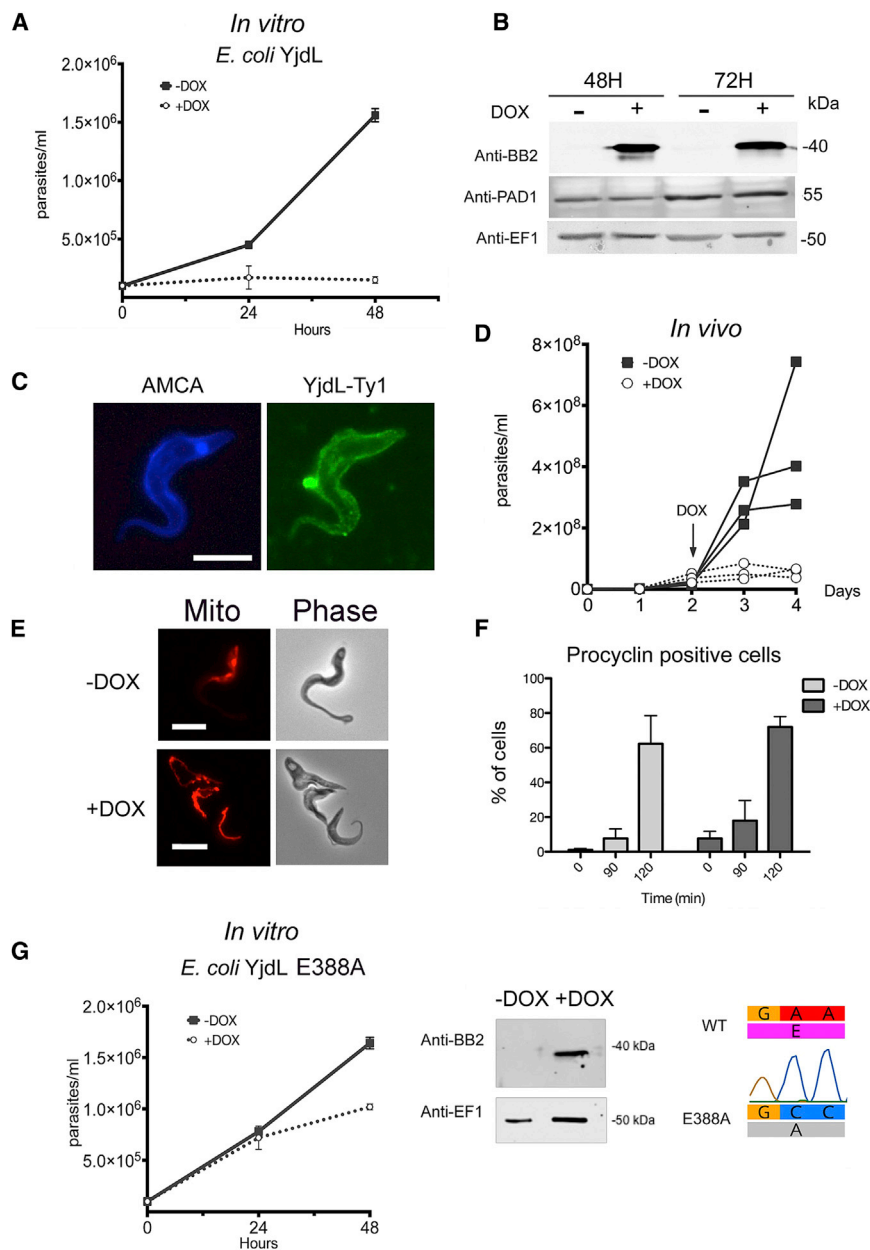 A
In vitro
E. coli YjdL
2.0×10⁶
1.5×10⁶
1.0×10⁶
5.0×10⁵
parasites/ml
-DOX
+DOX
0
24
48
Hours
B
48H
72H
kDa
DOX
-
+
-
+
Anti-BB2
-40
Anti-PAD1
55
Anti-EF1
-50
C
AMCA
YjdL-Ty1
D
In vivo
8×10⁸
6×10⁸
4×10⁸
2×10⁸
0
parasites/ml
-DOX
+DOX
DOX
0
1
2
3
4
Days
E
Mito
Phase
-DOX
+DOX
F
Procyclin positive cells
100
80
60
40
20
0
% of cells
-DOX
+DOX
0
90
120
0
90
120
Time (min)
G
In vitro
E. coli YjdL E388A
2.0×10⁶
1.5×10⁶
1.0×10⁶
5.0×10⁵
parasites/ml
-DOX
+DOX
0
24
48
Hours
-DOX +DOX
Anti-BB2
-40 kDa
Anti-EF1
-50 kDa
WT
G A A
E
E388A
G C C
A